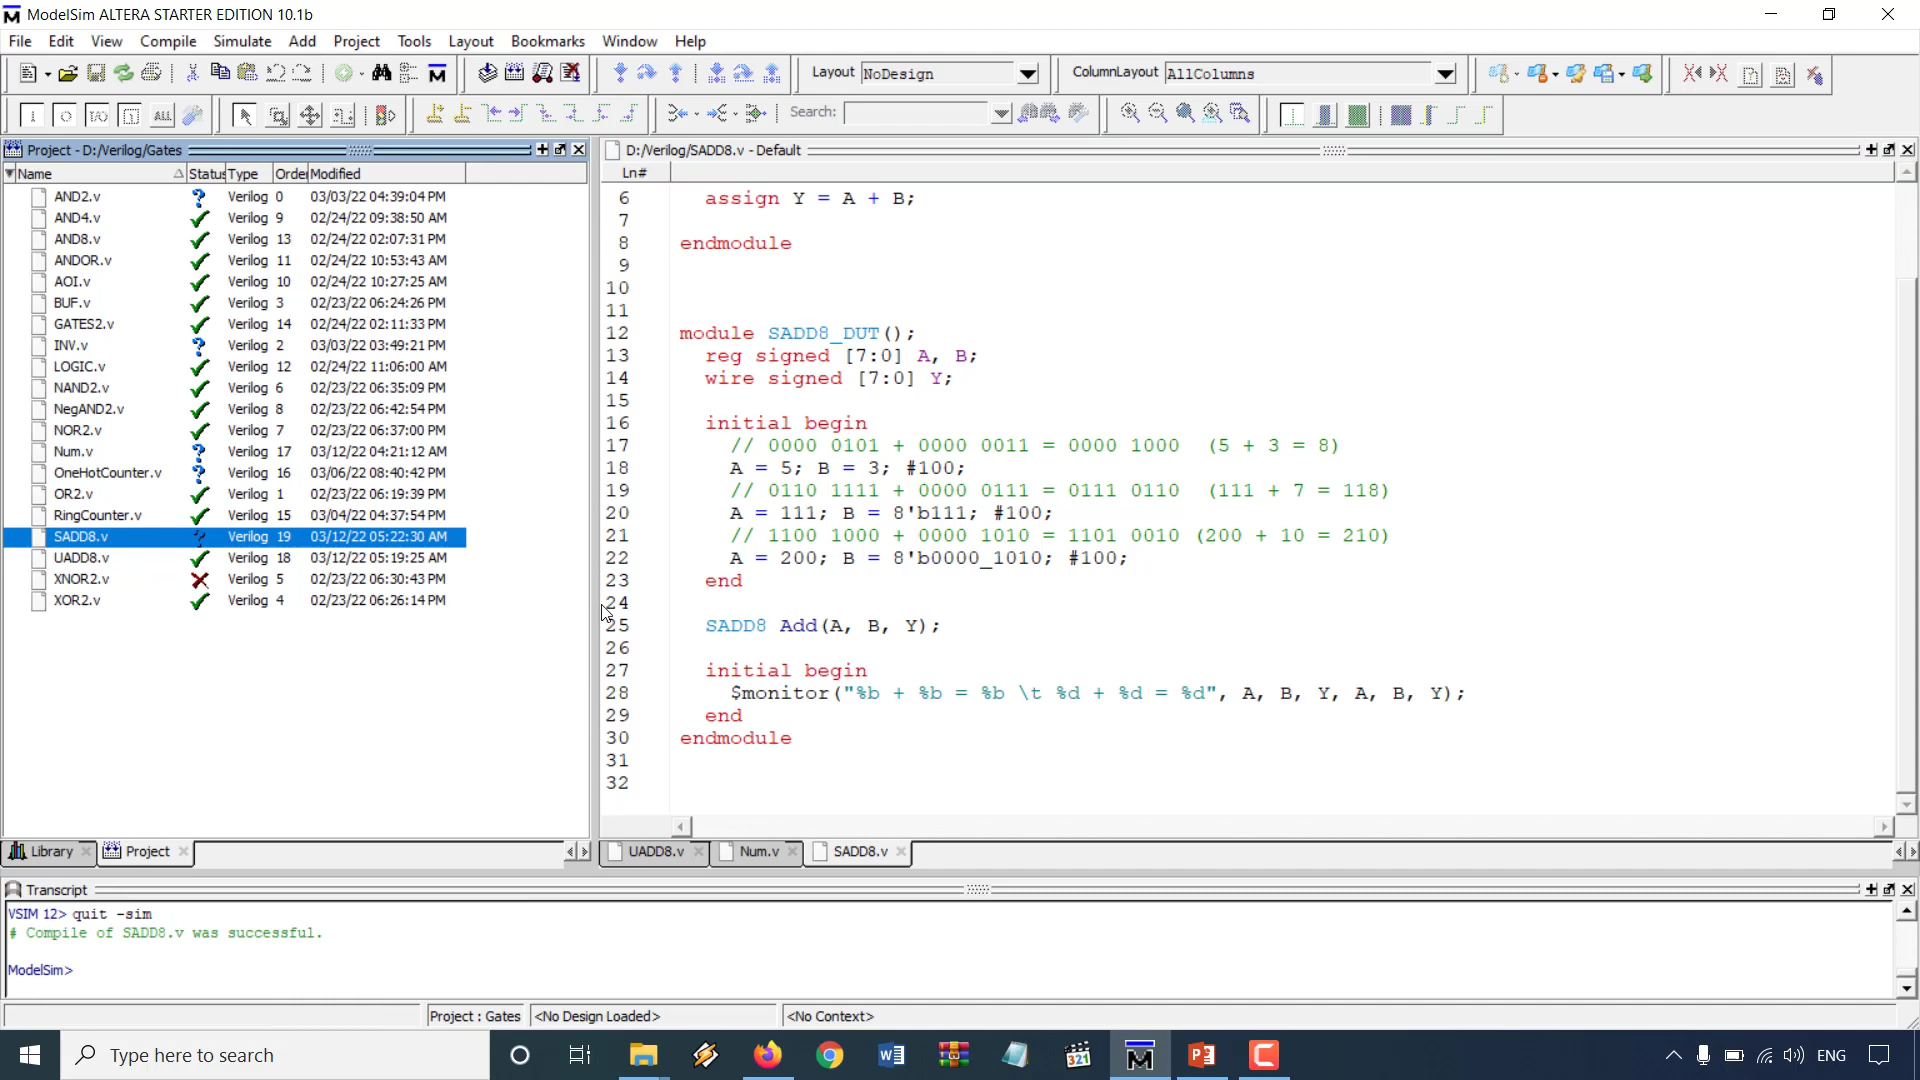 ModelSim ALTERA STARTER EDITION 10.1b
File Edit View Compile Simulate Add Project Tools Layout Bookmarks Window Help
Layout NoDesign ColumnLayout AllColumns
Search:
Project - D:/Verilog/Gates
Name Status Type Order Modified
AND2.v Verilog 0 03/03/22 04:39:04 PM
AND4.v Verilog 9 02/24/22 09:38:50 AM
AND8.v Verilog 13 02/24/22 02:07:31 PM
ANDOR.v Verilog 11 02/24/22 10:53:43 AM
AOI.v Verilog 10 02/24/22 10:27:25 AM
BUF.v Verilog 3 02/23/22 06:24:26 PM
GATES2.v Verilog 14 02/24/22 02:11:33 PM
INV.v Verilog 2 03/03/22 03:49:21 PM
LOGIC.v Verilog 12 02/24/22 11:06:00 AM
NAND2.v Verilog 6 02/23/22 06:35:09 PM
NegAND2.v Verilog 8 02/23/22 06:42:54 PM
NOR2.v Verilog 7 02/23/22 06:37:00 PM
Num.v Verilog 17 03/12/22 04:21:12 AM
OneHotCounter.v Verilog 16 03/06/22 08:40:42 PM
OR2.v Verilog 1 02/23/22 06:19:39 PM
RingCounter.v Verilog 15 03/04/22 04:37:54 PM
SADD8.v Verilog 19 03/12/22 05:22:30 AM
UADD8.v Verilog 18 03/12/22 05:19:25 AM
XNOR2.v Verilog 5 02/23/22 06:30:43 PM
XOR2.v Verilog 4 02/23/22 06:26:14 PM
Library Project
D:/Verilog/SADD8.v - Default
Ln#
6 assign Y = A + B;
7
8 endmodule
9
10
11
12 module SADD8_DUT();
13 reg signed [7:0] A, B;
14 wire signed [7:0] Y;
15
16 initial begin
17 // 0000 0101 + 0000 0011 = 0000 1000 (5 + 3 = 8)
18 A = 5; B = 3; #100;
19 // 0110 1111 + 0000 0111 = 0111 0110 (111 + 7 = 118)
20 A = 111; B = 8'b111; #100;
21 // 1100 1000 + 0000 1010 = 1101 0010 (200 + 10 = 210)
22 A = 200; B = 8'b0000_1010; #100;
23 end
24
25 SADD8 Add(A, B, Y);
26
27 initial begin
28 $monitor("%b + %b = %b \t %d + %d = %d", A, B, Y, A, B, Y);
29 end
30 endmodule
31
32
UADD8.v Num.v SADD8.v
Transcript
VSIM 12> quit -sim
# Compile of SADD8.v was successful.
ModelSim>
Project : Gates <No Design Loaded> <No Context>
Type here to search
ENG